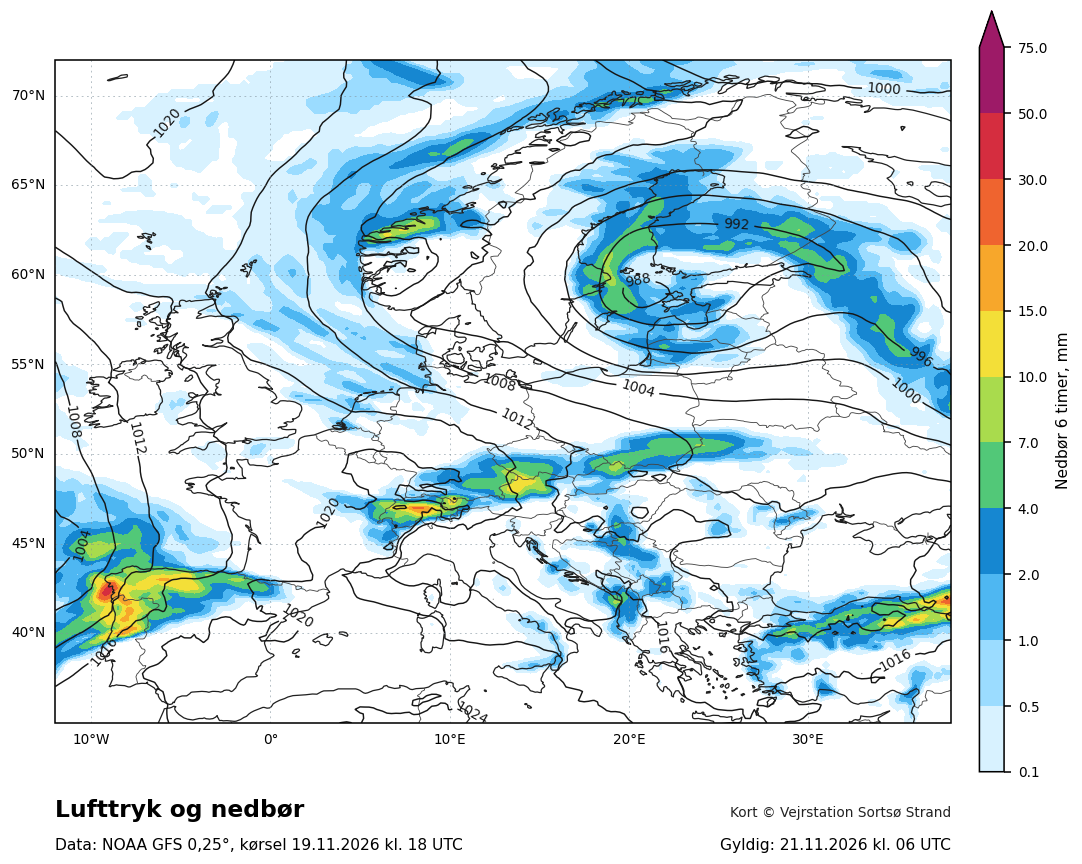 75.0
50.0
30.0
20.0
15.0
10.0
7.0
4.0
2.0
1.0
0.5
0.1
Nedbør 6 timer, mm
70°N
65°N
60°N
55°N
50°N
45°N
40°N
10°W
0°
10°E
20°E
30°E
1020
1000
992
988
996
1000
1008
1004
1012
1008
1012
1020
1004
1016
1020
1016
1016
1024
Lufttryk og nedbør
Kort © Vejrstation Sortsø Strand
Data: NOAA GFS 0,25°, kørsel 19.11.2026 kl. 18 UTC
Gyldig: 21.11.2026 kl. 06 UTC